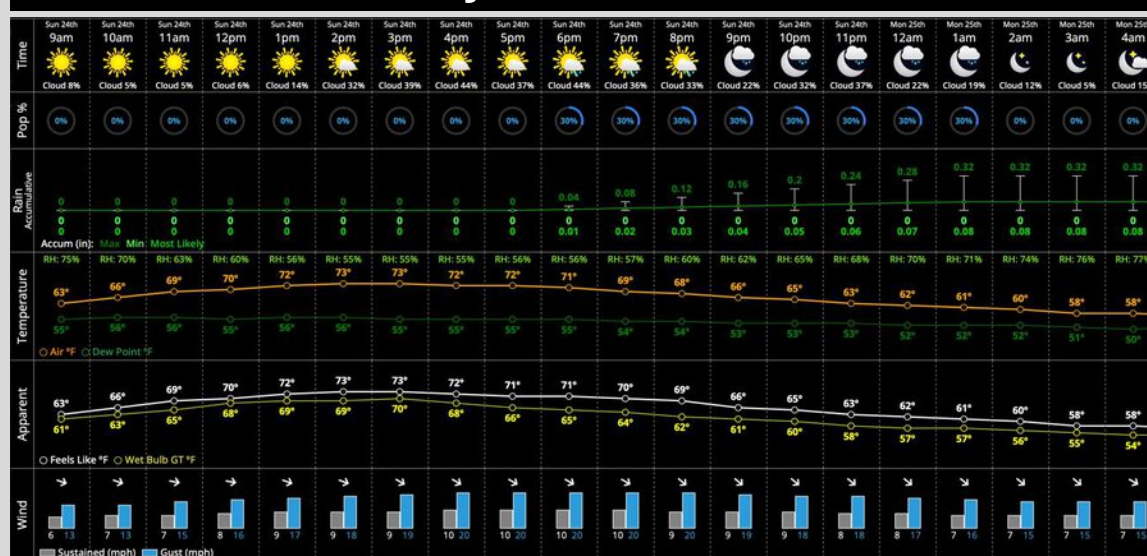 Sun 24th Sun 24th Sun 24th Sun 24th Sun 24th Sun 24th Sun 24th Sun 24th Sun 24th Sun 24th Sun 24th Sun 24th Sun 24th Sun 24th Sun 24th Mon 25th Mon 25th Mon 25th Mon 25th Mon 25th
Time 9am 10am 11am 12pm 1pm 2pm 3pm 4pm 5pm 6pm 7pm 8pm 9pm 10pm 11pm 12am 1am 2am 3am 4am
Cloud 8% Cloud 5% Cloud 5% Cloud 6% Cloud 14% Cloud 32% Cloud 39% Cloud 44% Cloud 37% Cloud 44% Cloud 36% Cloud 33% Cloud 22% Cloud 32% Cloud 37% Cloud 22% Cloud 19% Cloud 12% Cloud 5% Cloud 15
Pop % 0% 0% 0% 0% 0% 0% 0% 0% 0% 30% 30% 30% 30% 30% 30% 30% 30% 0% 0% 0%
Rain
Accumulative
0 0 0 0 0 0 0 0 0 0.04 0.08 0.12 0.16 0.2 0.24 0.28 0.32 0.32 0.32 0.32
0 0 0 0 0 0 0 0 0 0 0 0 0 0 0 0 0 0 0 0
0 0 0 0 0 0 0 0 0 0.01 0.02 0.03 0.04 0.05 0.06 0.07 0.08 0.08 0.08 0.08
Accum (in): Max Min Most Likely
Temperature
RH: 75% RH: 70% RH: 63% RH: 60% RH: 56% RH: 55% RH: 55% RH: 55% RH: 56% RH: 56% RH: 57% RH: 60% RH: 62% RH: 65% RH: 68% RH: 70% RH: 71% RH: 74% RH: 76% RH: 77%
63° 66° 69° 70° 72° 73° 73° 72° 72° 71° 69° 68° 66° 65° 63° 62° 61° 60° 58° 58°
55° 56° 56° 55° 56° 56° 55° 55° 55° 55° 54° 54° 53° 53° 53° 52° 52° 52° 51° 50°
Air °F Dew Point °F
Apparent
63° 66° 69° 70° 72° 73° 73° 72° 71° 71° 70° 69° 66° 65° 63° 62° 61° 60° 58° 58°
61° 63° 65° 68° 69° 69° 70° 68° 66° 65° 64° 62° 61° 60° 58° 57° 57° 56° 55° 54°
Feels Like °F Wet Bulb GT °F
Wind
6 13 7 13 7 15 8 16 9 17 9 18 9 19 10 20 10 20 10 20 10 20 9 20 9 19 9 18 8 18 8 17 7 16 7 15 7 15 7
Sustained (mph) Gust (mph)